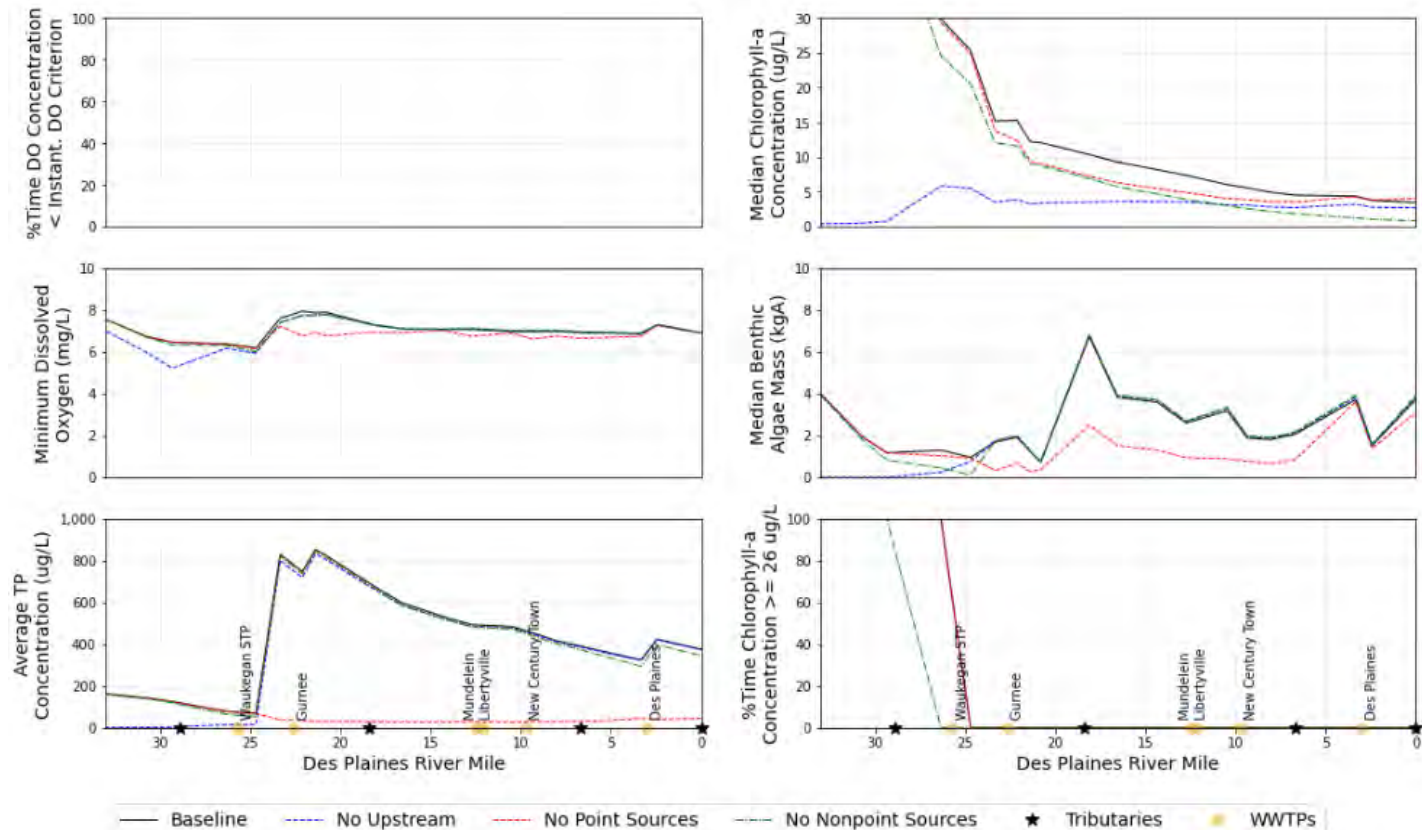 %Time DO Concentration
< Instant. DO Criterion
100
80
60
40
20
0
Median Chlorophyll-a
Concentration (ug/L)
30
25
20
15
10
5
0
Minimum Dissolved
Oxygen (mg/L)
10
8
6
4
2
0
Median Benthic
Algae Mass (kgA)
10
8
6
4
2
0
Average TP
Concentration (ug/L)
1,000
800
600
400
200
0
Waukegan STP
Gurnee
Mundelein
Libertyville
New Century Town
Des Plaines
30 25 20 15 10 5 0
Des Plaines River Mile
%Time Chlorophyll-a
Concentration >= 26 ug/L
100
80
60
40
20
0
Waukegan STP
Gurnee
Mundelein
Libertyville
New Century Town
Des Plaines
30 25 20 15 10 5 0
Des Plaines River Mile
Baseline No Upstream No Point Sources No Nonpoint Sources Tributaries WWTPs